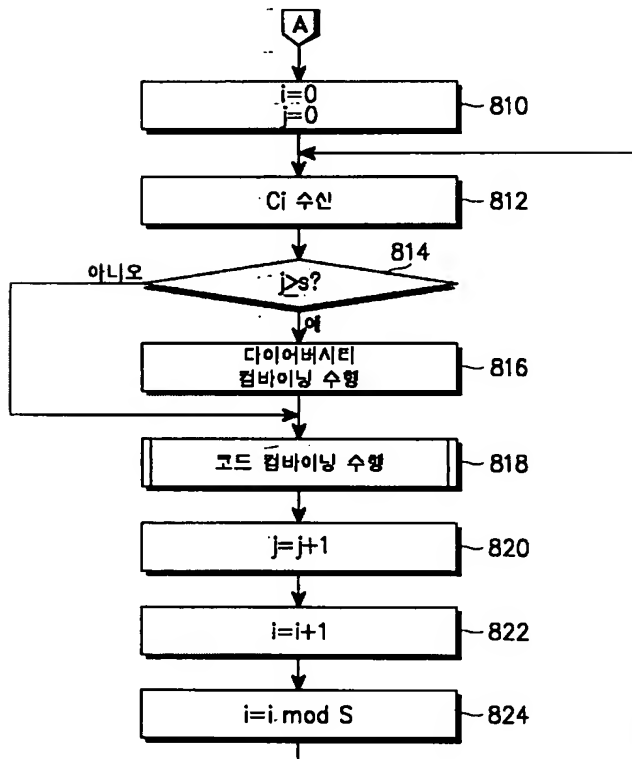 A
i=0
j=0
810
Ci 수신
812
814
아니오
j≥s?
예
다이어버시티
컴바이닝 수행
816
코드 컴바이닝 수행
818
j=j+1
820
i=i+1
822
i=i mod S
824